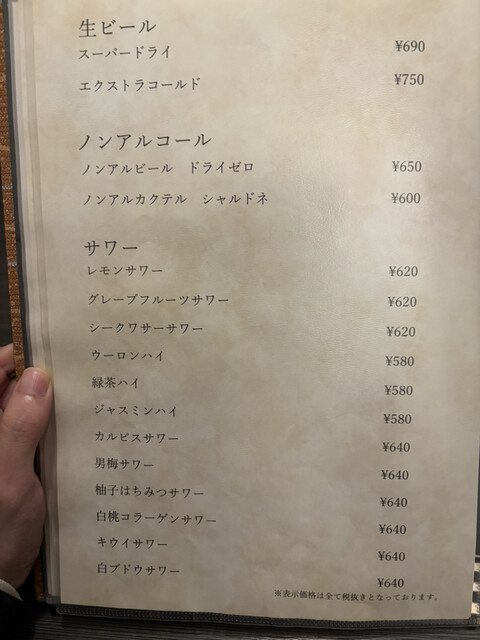 生ビール
スーパードライ ¥690
エクストラコールド ¥750
ノンアルコール
ノンアルビール ドライゼロ ¥650
ノンアルカクテル シャルドネ ¥600
サワー
レモンサワー ¥620
グレープフルーツサワー ¥620
シークワサーサワー ¥620
ウーロンハイ ¥580
緑茶ハイ ¥580
ジャスミンハイ ¥580
カルピスサワー ¥640
男梅サワー ¥640
柚子はちみつサワー ¥640
白桃コラーゲンサワー ¥640
キウイサワー ¥640
白ブドウサワー ¥640
※表示価格は全て税抜きとなっております。